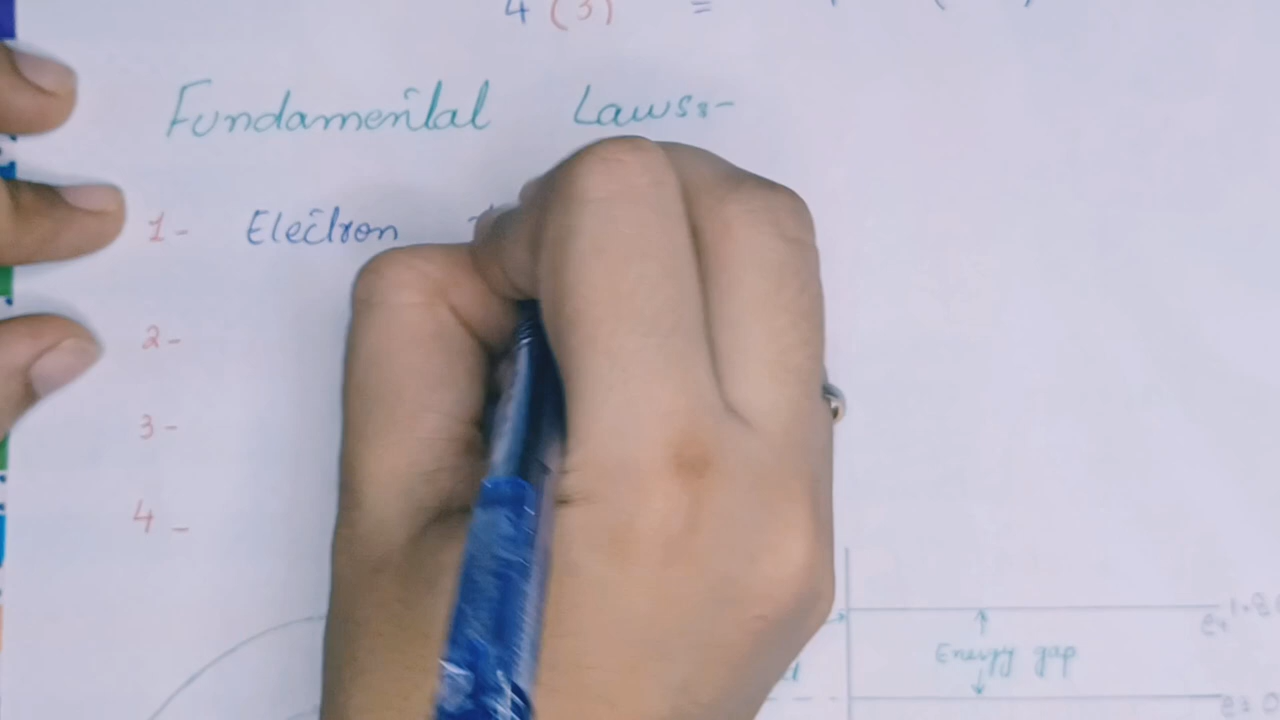 4 (3) =
Fundamental Laws:-
1- Electron
2-
3-
4-
Energy gap